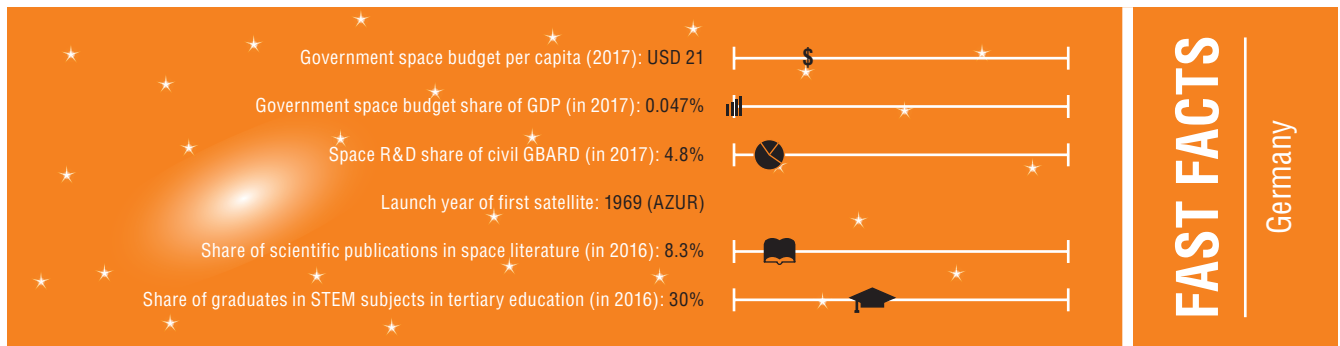 Government space budget per capita (2017): USD 21
$
Government space budget share of GDP (in 2017): 0.047%
Space R&D share of civil GBARD (in 2017): 4.8%
Launch year of first satellite: 1969 (AZUR)
Share of scientific publications in space literature (in 2016): 8.3%
Share of graduates in STEM subjects in tertiary education (in 2016): 30%
FAST FACTS
Germany